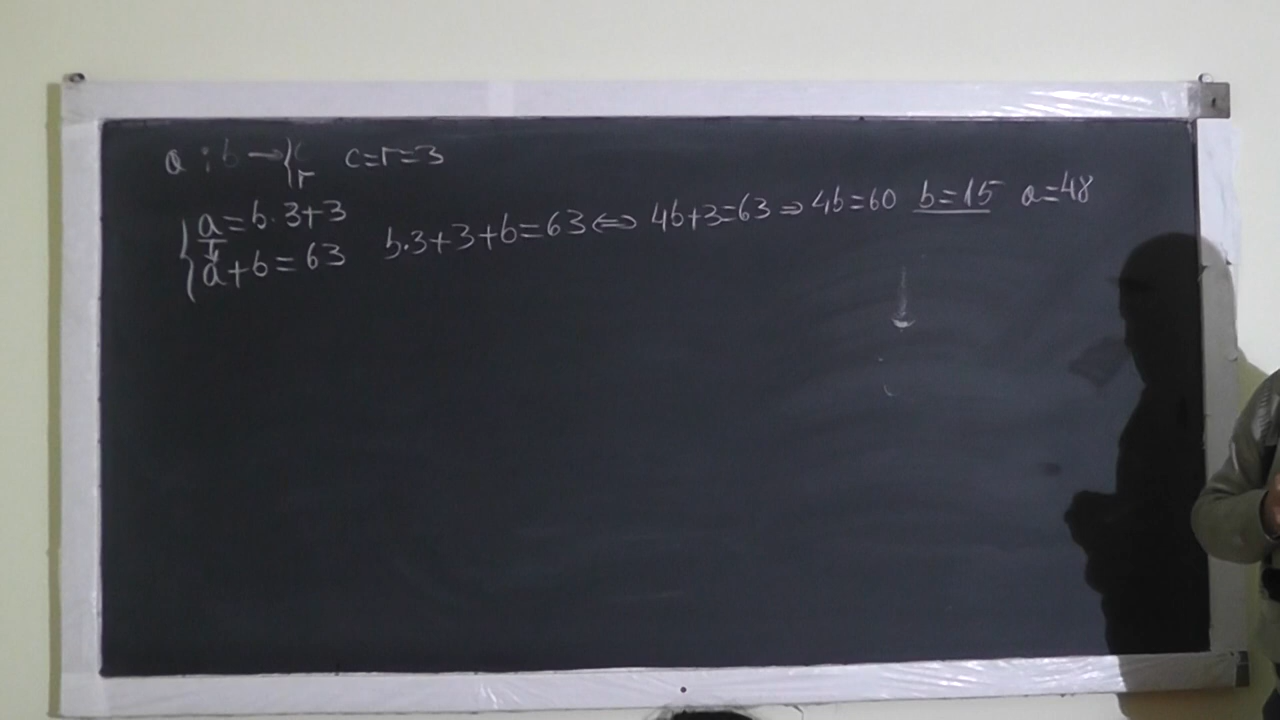 a : b → { c r c=r=3
{ a=b·3+3
a+b=63 b·3+3+b=63 ⇔ 4b+3=63 ⇒ 4b=60 b=15 a=48